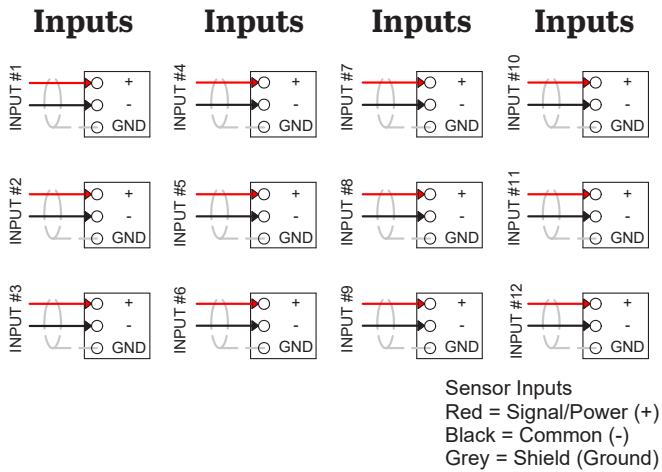 Inputs Inputs Inputs Inputs
INPUT #1
+
-
GND
INPUT #4
+
-
GND
INPUT #7
+
-
GND
INPUT #10
+
-
GND
INPUT #2
+
-
GND
INPUT #5
+
-
GND
INPUT #8
+
-
GND
INPUT #11
+
-
GND
INPUT #3
+
-
GND
INPUT #6
+
-
GND
INPUT #9
+
-
GND
INPUT #12
+
-
GND
Sensor Inputs
Red = Signal/Power (+)
Black = Common (-)
Grey = Shield (Ground)